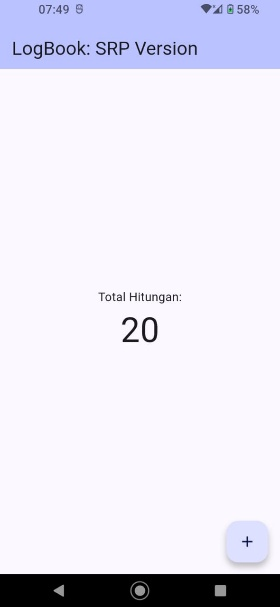 07:49 58%
LogBook: SRP Version
Total Hitungan:
20
+